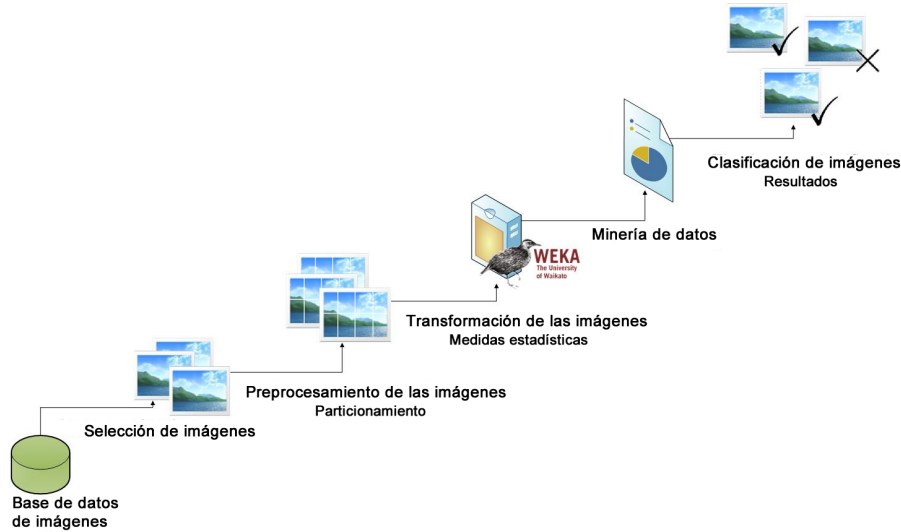 Clasificación de imágenes
Resultados
Minería de datos
WEKA
The University
of Waikato
Transformación de las imágenes
Medidas estadísticas
Preprocesamiento de las imágenes
Particionamiento
Selección de imágenes
Base de datos
de imágenes